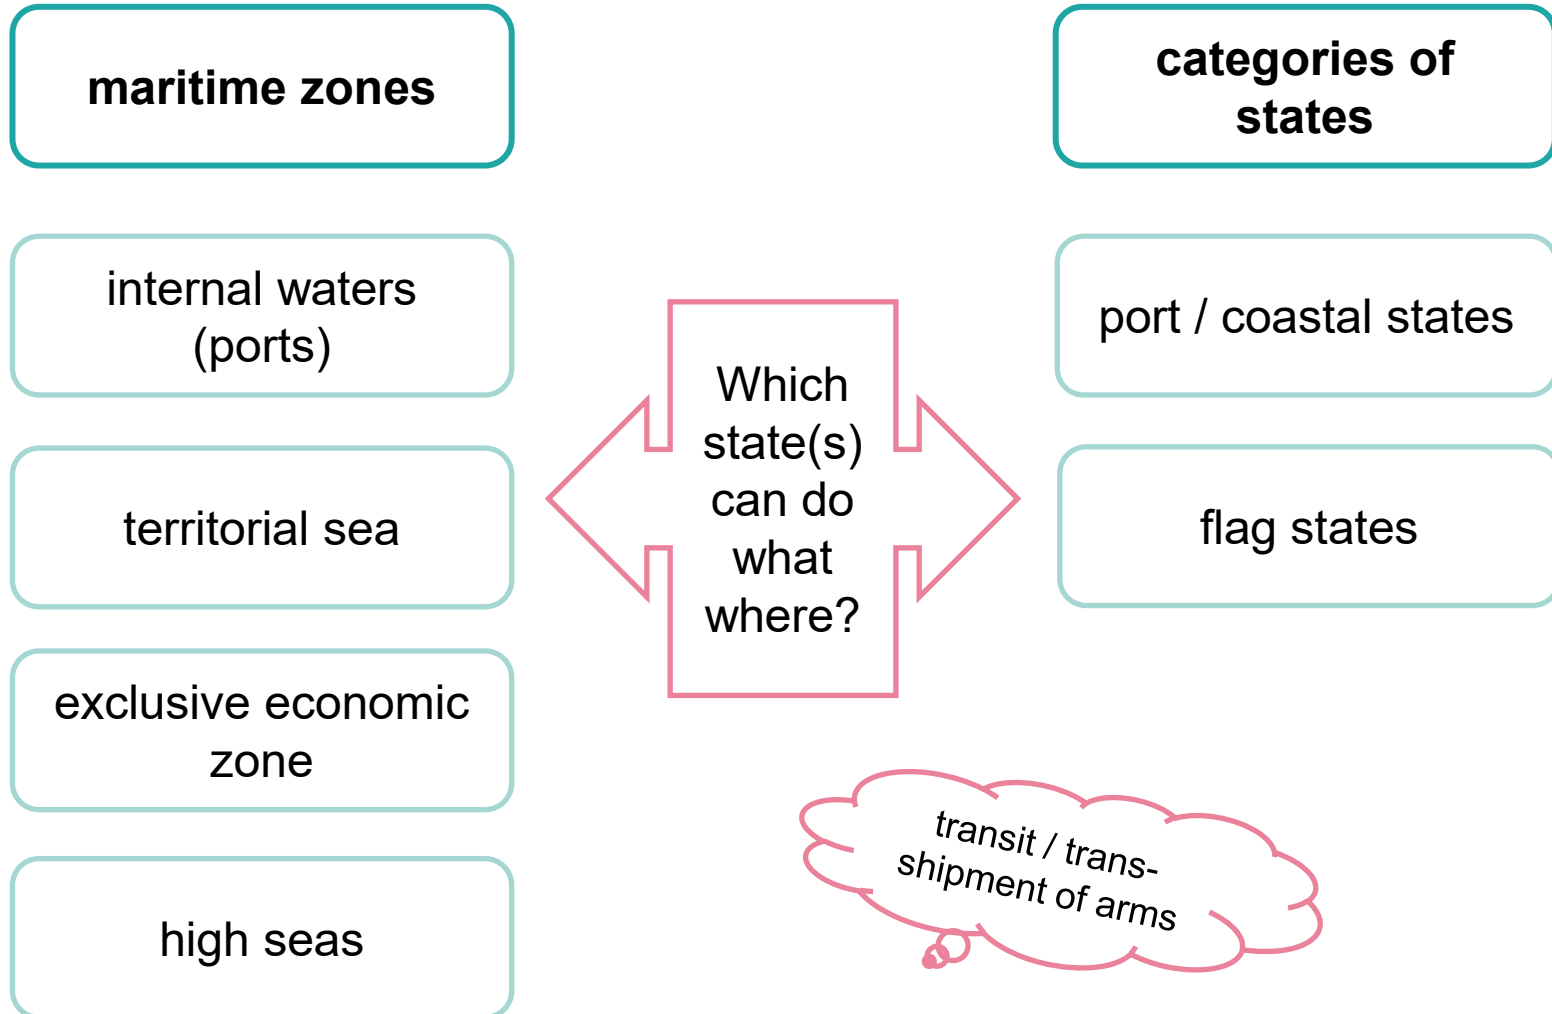 maritime zones
internal waters
(ports)
territorial sea
exclusive economic
zone
high seas
Which
state(s)
can do
what
where?
categories of
states
port / coastal states
flag states
transit / trans-
shipment of arms